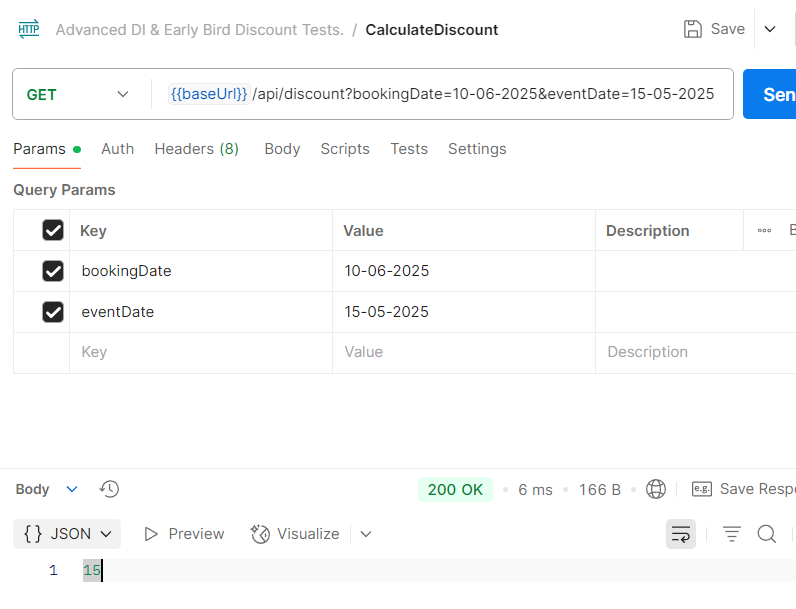 HTTP Advanced DI & Early Bird Discount Tests. / CalculateDiscount Save
GET {{baseUrl}}/api/discount?bookingDate=10-06-2025&eventDate=15-05-2025 Sen
Params Auth Headers (8) Body Scripts Tests Settings
Query Params
Key Value Description B
bookingDate 10-06-2025
eventDate 15-05-2025
Key Value Description
Body 200 OK 6 ms 166 B e.g. Save Respo
{} JSON Preview Visualize
1 15